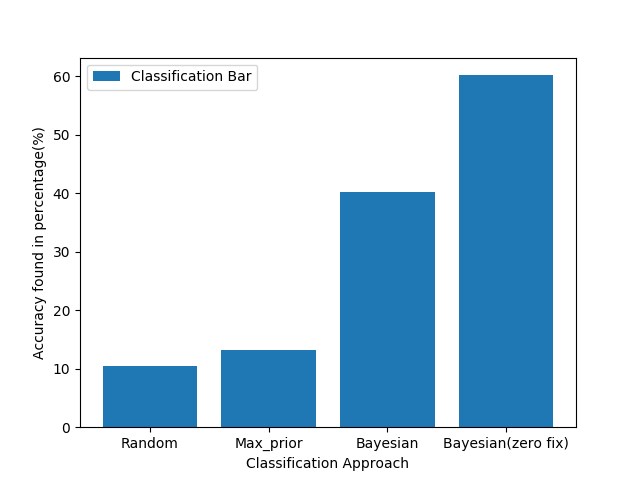 Classification Bar
Accuracy found in percentage(%)
60
50
40
30
20
10
0
Random Max_prior Bayesian Bayesian(zero fix)
Classification Approach